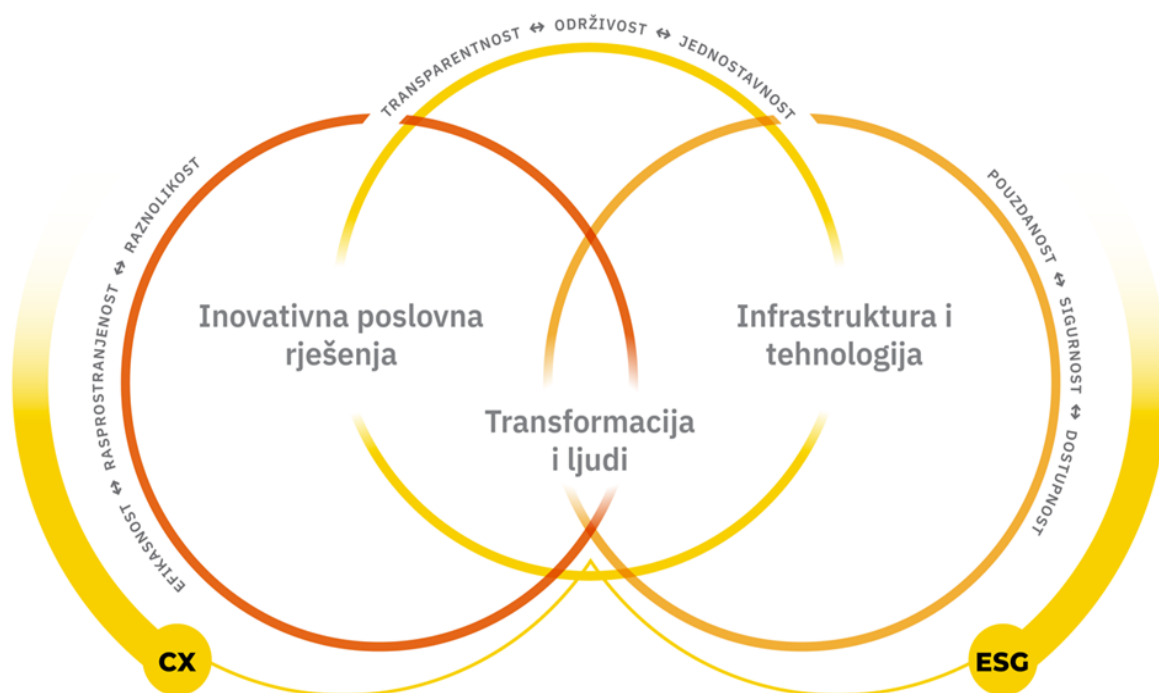 TRANSPARENTNOST ↔ ODRŽIVOST ↔ JEDNOSTAVNOST
EFIKASNOST ↔ RASPROSTRANJENOST ↔ RAZNOLIKOST
POUZDANOST ↔ SIGURNOST ↔ DOSTUPNOST
Inovativna poslovna
rješenja
Infrastruktura i
tehnologija
Transformacija
i ljudi
CX
ESG